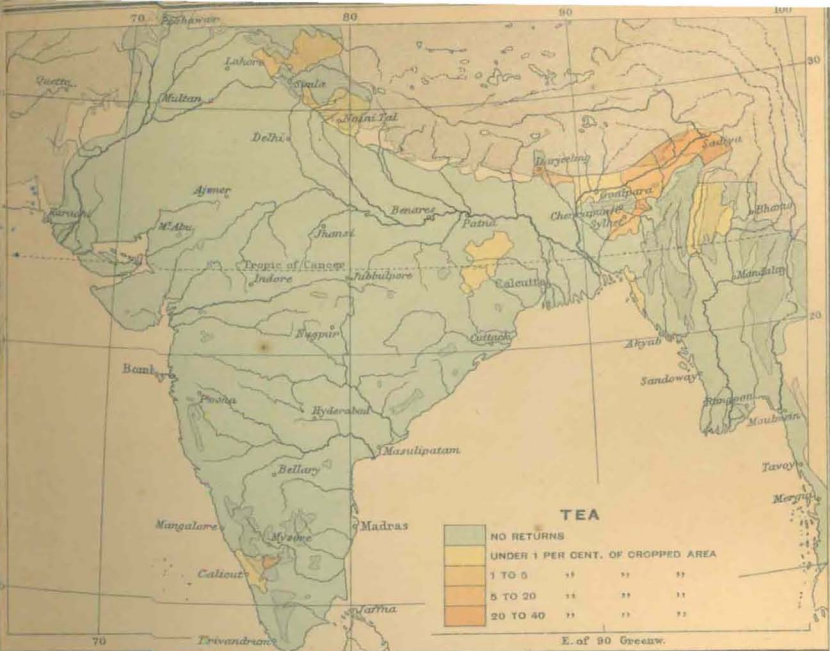 70
80
90
100
Peshawar
30
Lahore
Quetta
Simla
Multan
Naini Tal
Delhi
Sadiya
Darjeeling
Ajmer
Goalpara
Karachi
Benares
Cherrapunji
Bhamo
Mt. Abu
Jhansi
Patna
Sylhet
Tropic of Cancer
Indore
Jubbulpore
Calcutta
Mandalay
20
Nagpur
Cuttack
Akyab
Bombay
Sandoway
Poona
Hyderabad
Rangoon
Moulmein
Masulipatam
Bellary
Tavoy
Mergui
Mangalore
Mysore
Madras
Calicut
Jaffna
Trivandrum
TEA
NO RETURNS
UNDER 1 PER CENT. OF CROPPED AREA
1 TO 5 " " "
5 TO 20 " " "
20 TO 40 " " "
70
E. of 90 Greenw.